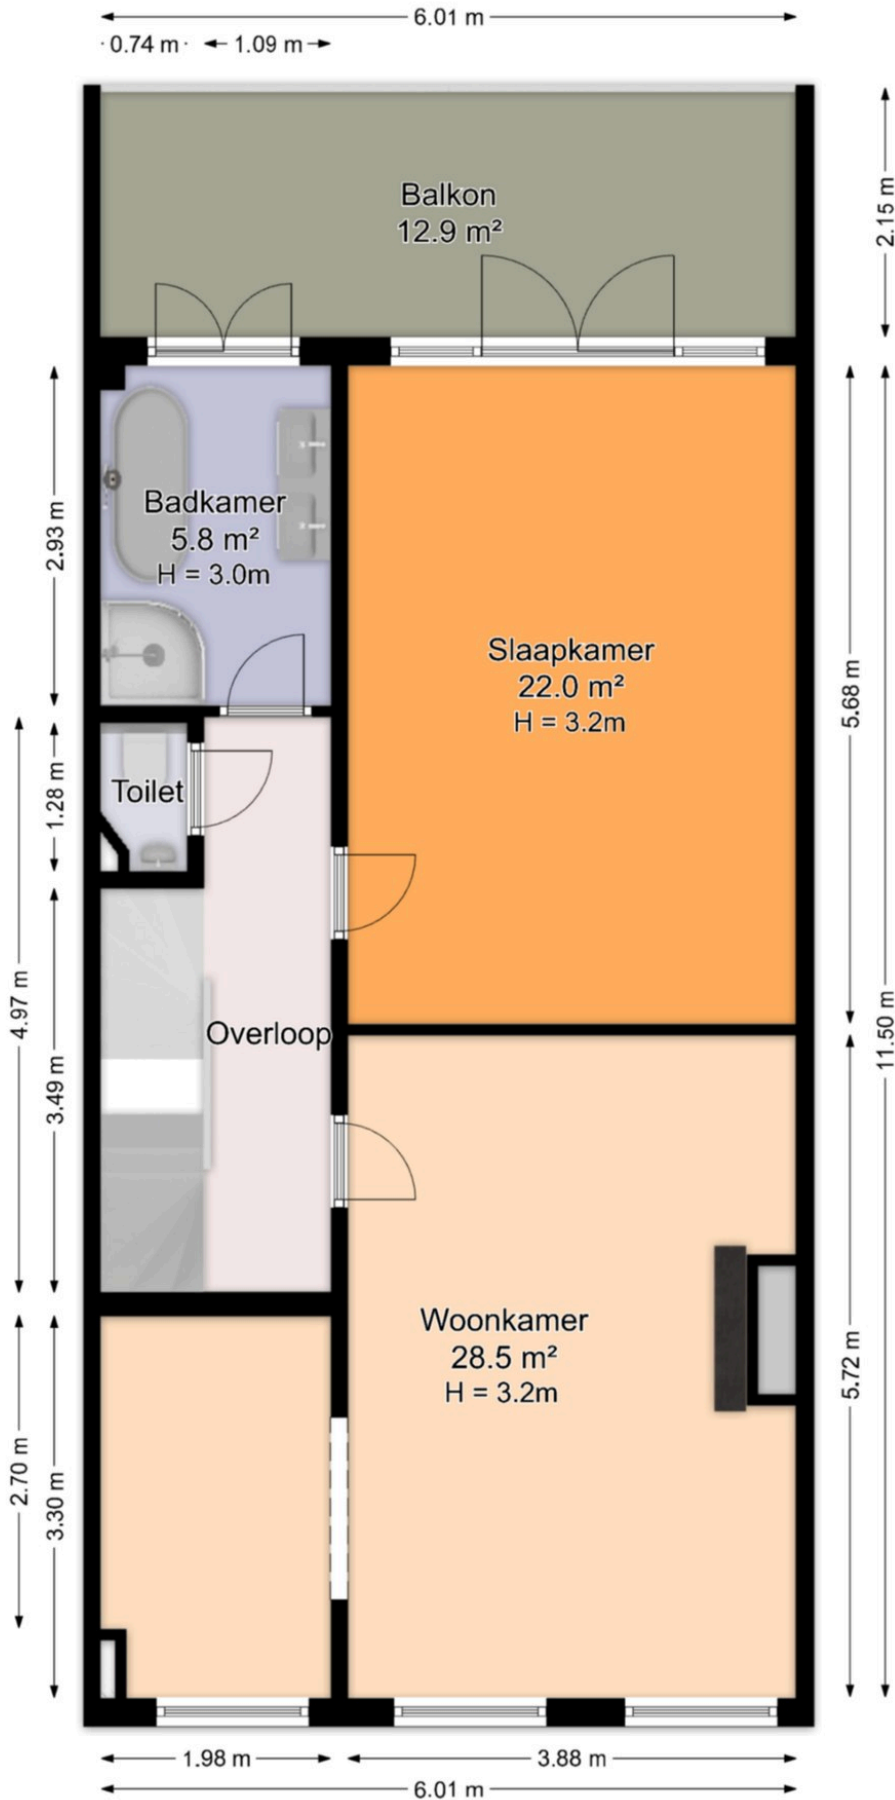 6.01 m
0.74 m
1.09 m
2.15 m
Balkon
12.9 m²
2.93 m
Badkamer
5.8 m²
H = 3.0m
Slaapkamer
22.0 m²
H = 3.2m
5.68 m
1.28 m
Toilet
4.97 m
3.49 m
Overloop
11.50 m
Woonkamer
28.5 m²
H = 3.2m
5.72 m
2.70 m
3.30 m
1.98 m
3.88 m
6.01 m